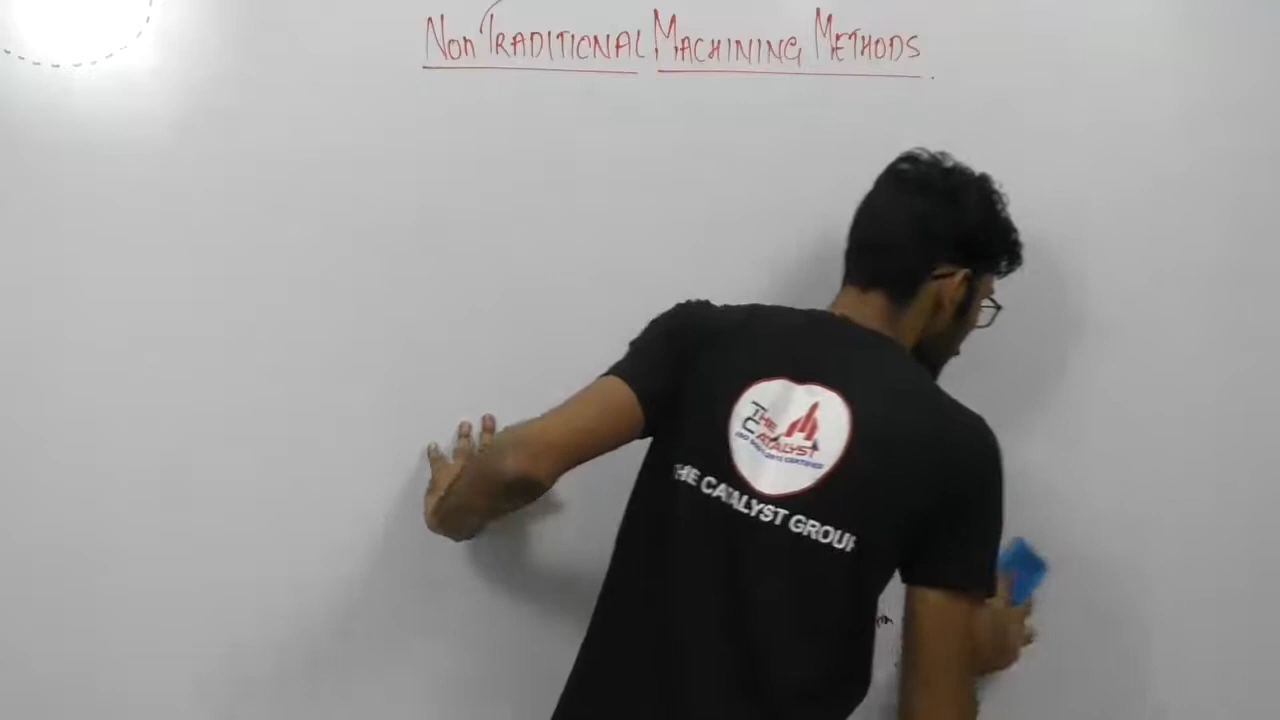 Non TRADITIONAL MACHINING METHODS.
THE
CATALYST
THE CATALYST GROUP